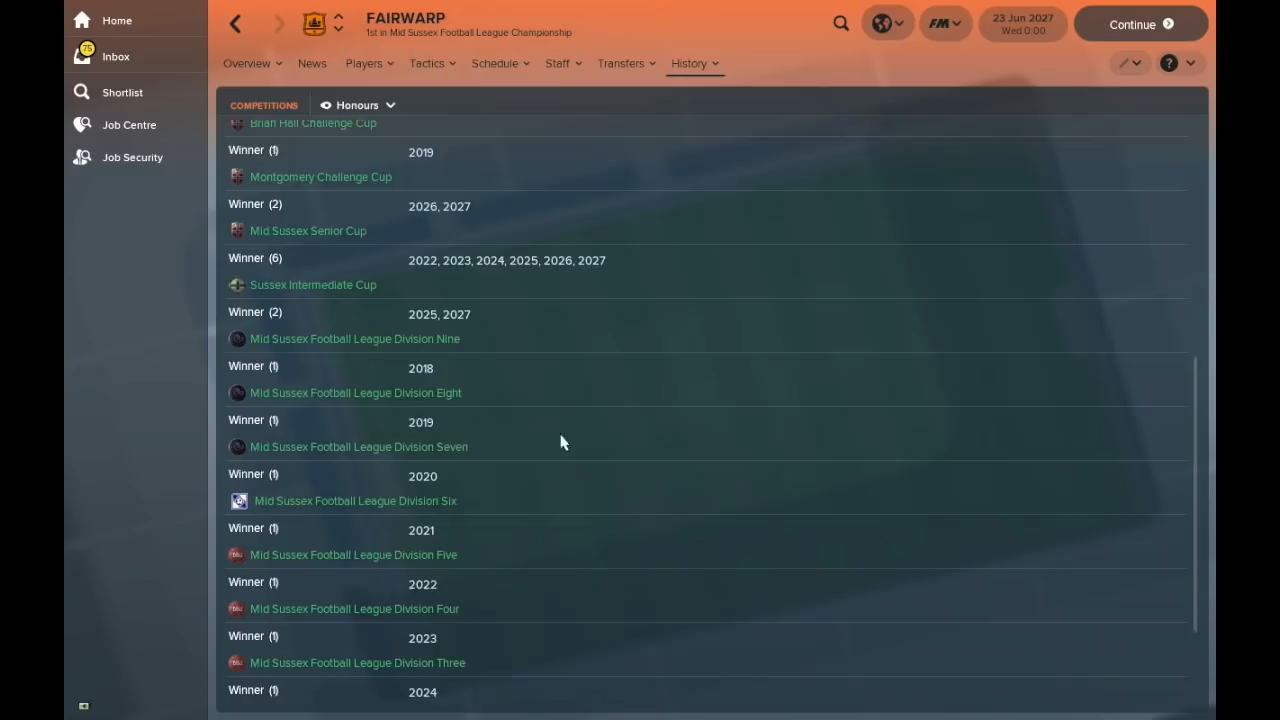 Home
75
Inbox
Shortlist
Job Centre
Job Security
FAIRWARP
1st in Mid Sussex Football League Championship
FM
23 Jun 2027
Wed 0:00
Continue
Overview
News
Players
Tactics
Schedule
Staff
Transfers
History
?
COMPETITIONS
Honours
Brian Hall Challenge Cup
Winner (1) 2019
Montgomery Challenge Cup
Winner (2) 2026, 2027
Mid Sussex Senior Cup
Winner (6) 2022, 2023, 2024, 2025, 2026, 2027
Sussex Intermediate Cup
Winner (2) 2025, 2027
Mid Sussex Football League Division Nine
Winner (1) 2018
Mid Sussex Football League Division Eight
Winner (1) 2019
Mid Sussex Football League Division Seven
Winner (1) 2020
Mid Sussex Football League Division Six
Winner (1) 2021
Mid Sussex Football League Division Five
Winner (1) 2022
Mid Sussex Football League Division Four
Winner (1) 2023
Mid Sussex Football League Division Three
Winner (1) 2024